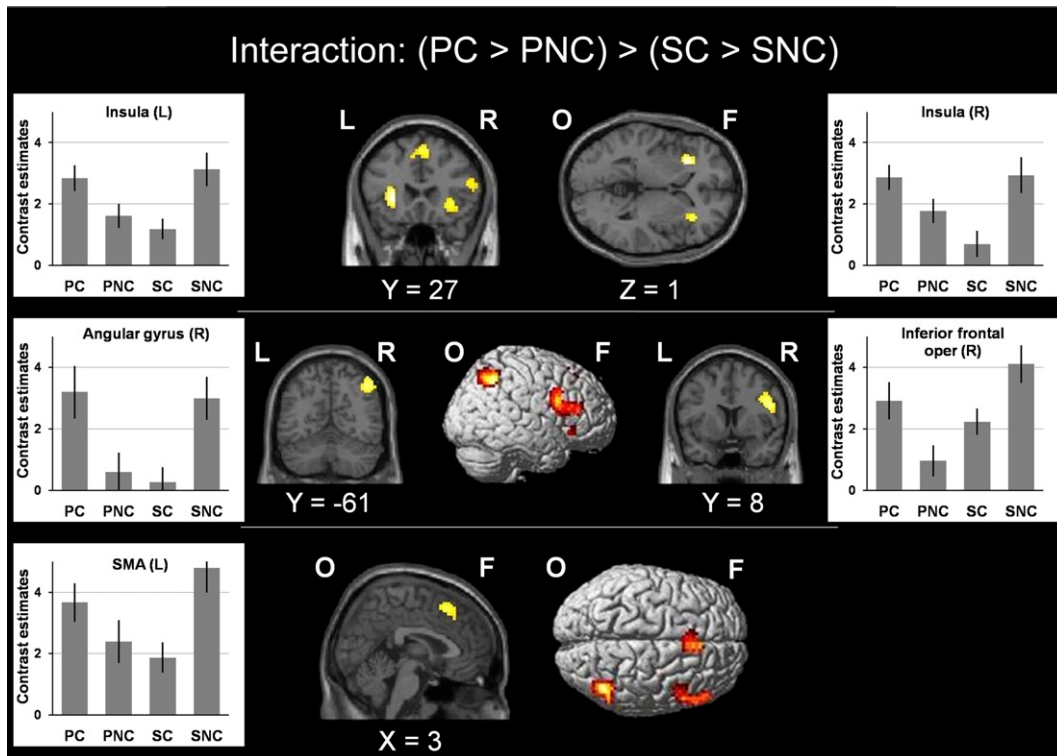 Interaction: (PC > PNC) > (SC > SNC)
Insula (L)
Contrast estimates
4
2
0
PC PNC SC SNC
L R
Y = 27
O F
Z = 1
Insula (R)
Contrast estimates
4
2
0
PC PNC SC SNC
Angular gyrus (R)
Contrast estimates
4
2
0
PC PNC SC SNC
L R
Y = -61
O F
L R
Y = 8
Inferior frontal
oper (R)
Contrast estimates
4
2
0
PC PNC SC SNC
SMA (L)
Contrast estimates
4
2
0
PC PNC SC SNC
O F
X = 3
O F